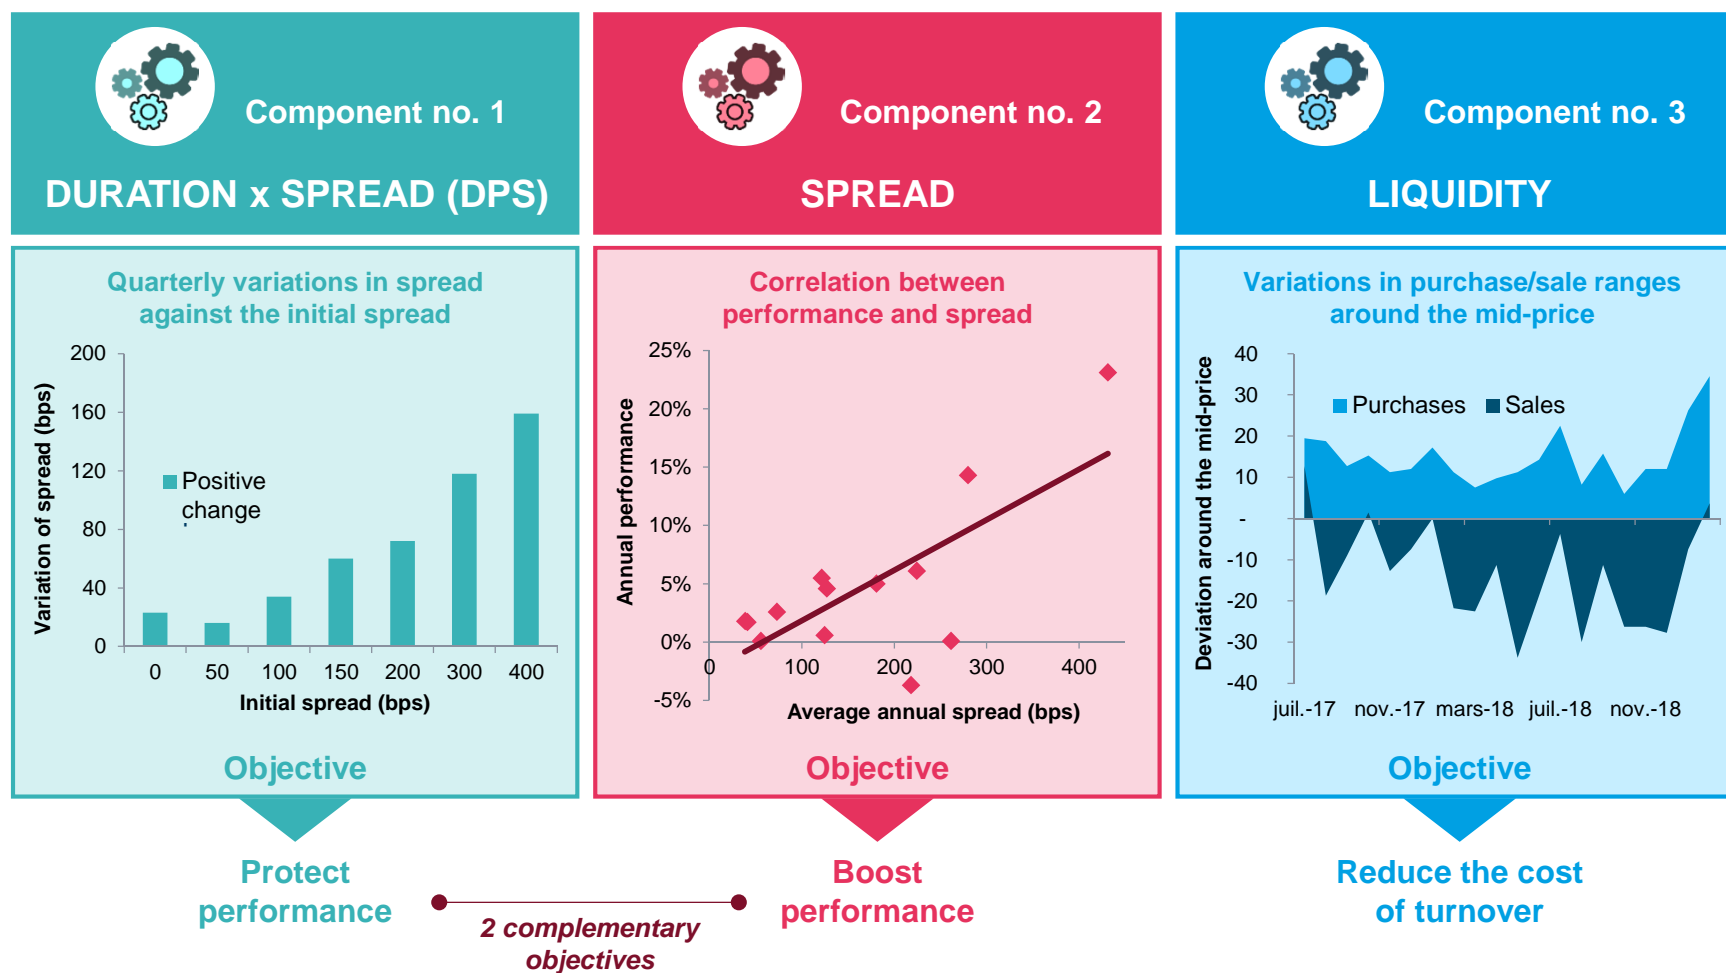 Component no. 1
DURATION x SPREAD (DPS)
Quarterly variations in spread
against the initial spread
Variation of spread (bps)
200
160
120
80
40
0
Positive
change
0 50 100 150 200 300 400
Initial spread (bps)
Objective
Protect
performance
Component no. 2
SPREAD
Correlation between
performance and spread
Annual performance
25%
20%
15%
10%
5%
0%
-5%
0 100 200 300 400
Average annual spread (bps)
Objective
Boost
performance
2 complementary
objectives
Component no. 3
LIQUIDITY
Variations in purchase/sale ranges
around the mid-price
Deviation around the mid-price
40
30
20
10
-
-10
-20
-30
-40
Purchases Sales
juil.-17 nov.-17 mars-18 juil.-18 nov.-18
Objective
Reduce the cost
of turnover